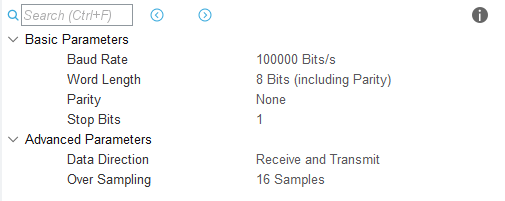 Search (Ctrl+F)
Basic Parameters
Baud Rate 100000 Bits/s
Word Length 8 Bits (including Parity)
Parity None
Stop Bits 1
Advanced Parameters
Data Direction Receive and Transmit
Over Sampling 16 Samples